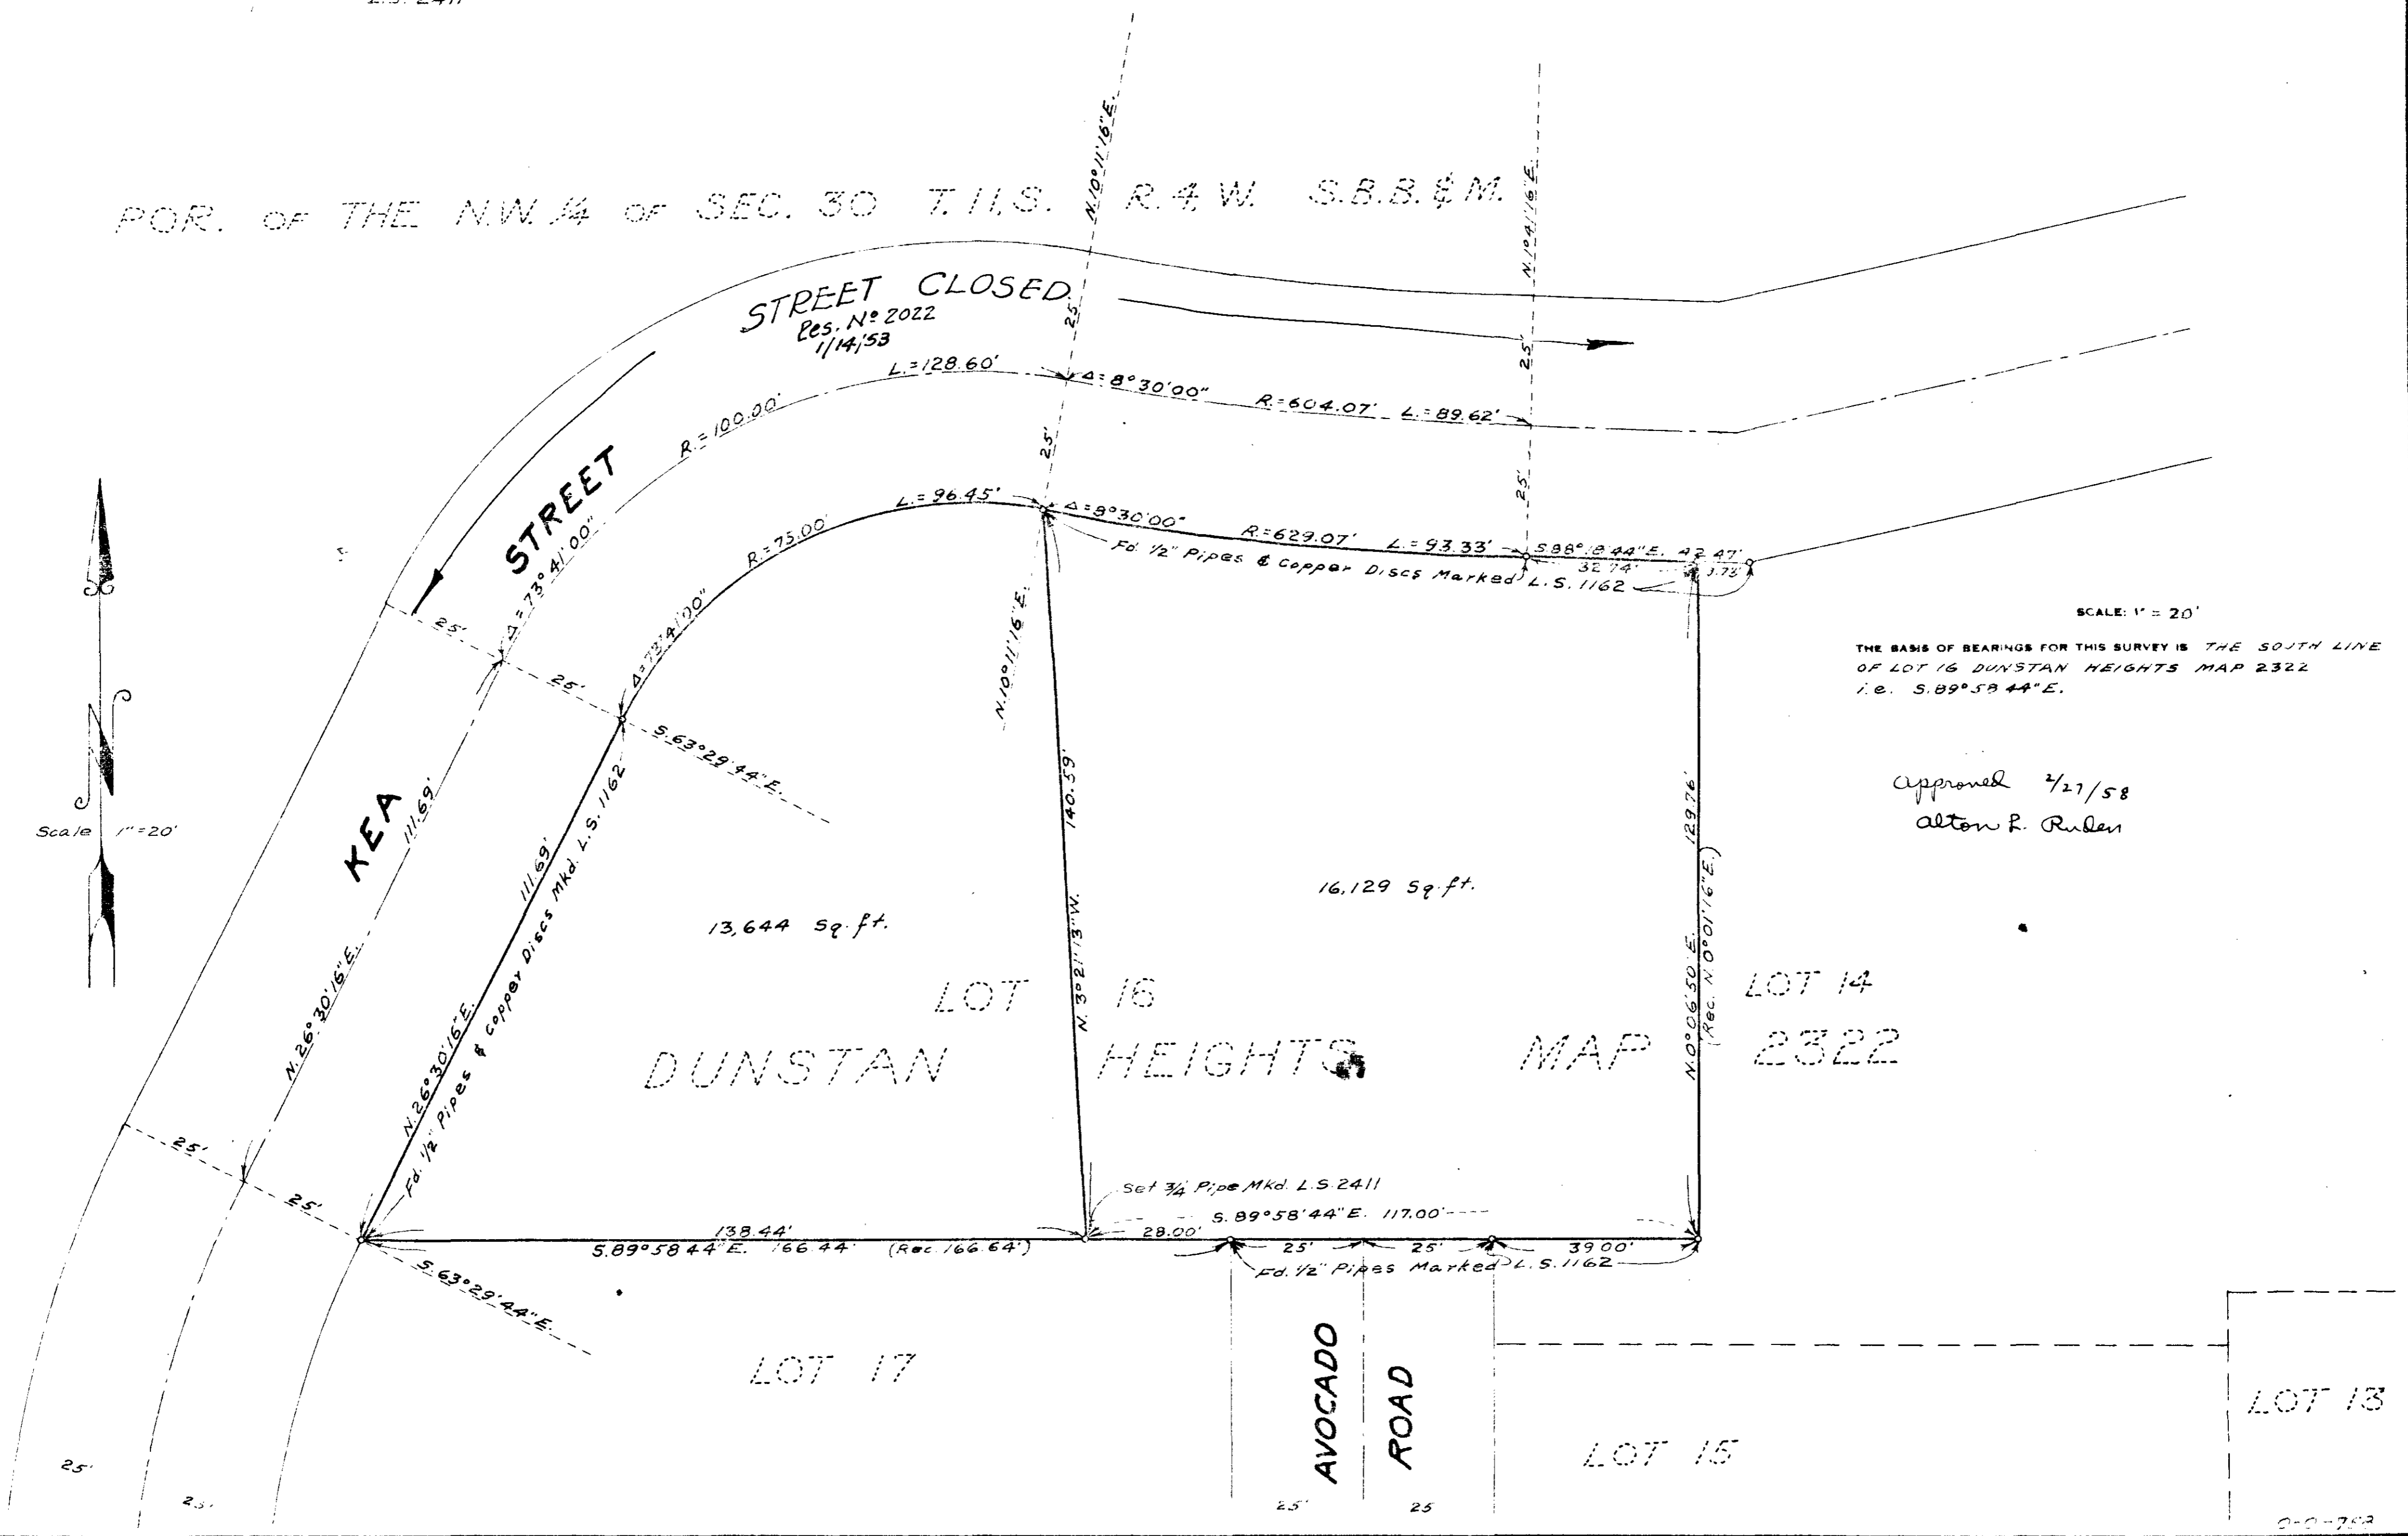 L.S. 2411
POR. OF THE N.W. 1/4 OF SEC. 30 T. 11, S. R. 4, W. S.B.B. & M.
N.10°11'16"E.
N.1°41'16"E.
STREET CLOSED
Res. Nº 2022
1/14/53
25'
25'
L.=128.60'
Δ=8°30'00"
R.=604.07'
L.=89.62'
R.=100.00'
25'
25'
KEA STREET
Δ=73°41'00"
L.=96.45'
Δ=8°30'00"
R.=629.07'
L.=93.33'
S.88°18'44"E. 42.47'
32.74'
9.73'
Fd. 1/2" Pipes & Copper Discs Marked L.S. 1162
R.=75.00'
Δ=73°41'00"
25'
25'
S.63°29'44"E.
N.10°11'16"E.
SCALE: 1" = 20'
THE BASIS OF BEARINGS FOR THIS SURVEY IS THE SOUTH LINE
OF LOT 16 DUNSTAN HEIGHTS MAP 2322
i.e. S.89°58'44"E.
Approved 2/27/58
Alton L. Ruden
N
Scale 1"=20'
111.69'
N.26°30'16"E.
111.69'
N.26°30'16"E.
Fd. 1/2" Pipes & Copper Discs Mkd. L.S. 1162
140.59'
N.3°21'13"W.
129.76'
N.0°06'50"E.
(Rec. N.0°01'16"E.)
16,129 Sq. ft.
13,644 Sq. ft.
LOT 16
LOT 14
DUNSTAN HEIGHTS MAP 2322
25'
25'
Set 3/4" Pipe Mkd. L.S. 2411
S.89°58'44"E. 117.00'
138.44'
28.00'
S.89°58'44"E. 166.44' (Rec. 166.64')
25'
25'
39.00'
Fd. 1/2" Pipes Marked L.S. 1162
S.63°29'44"E.
LOT 17
AVOCADO
ROAD
LOT 13
LOT 15
25'
25'
25'
25